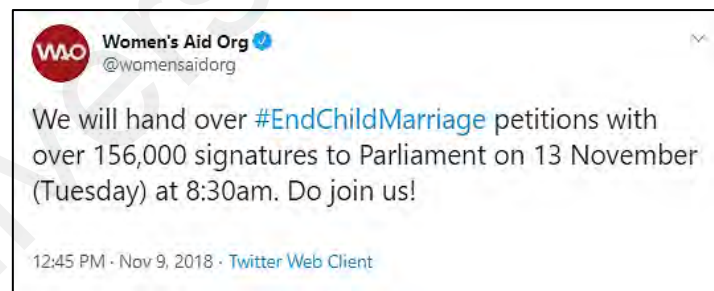 WAO
Women's Aid Org
@womensaidorg
We will hand over #EndChildMarriage petitions with
over 156,000 signatures to Parliament on 13 November
(Tuesday) at 8:30am. Do join us!
12:45 PM · Nov 9, 2018 · Twitter Web Client